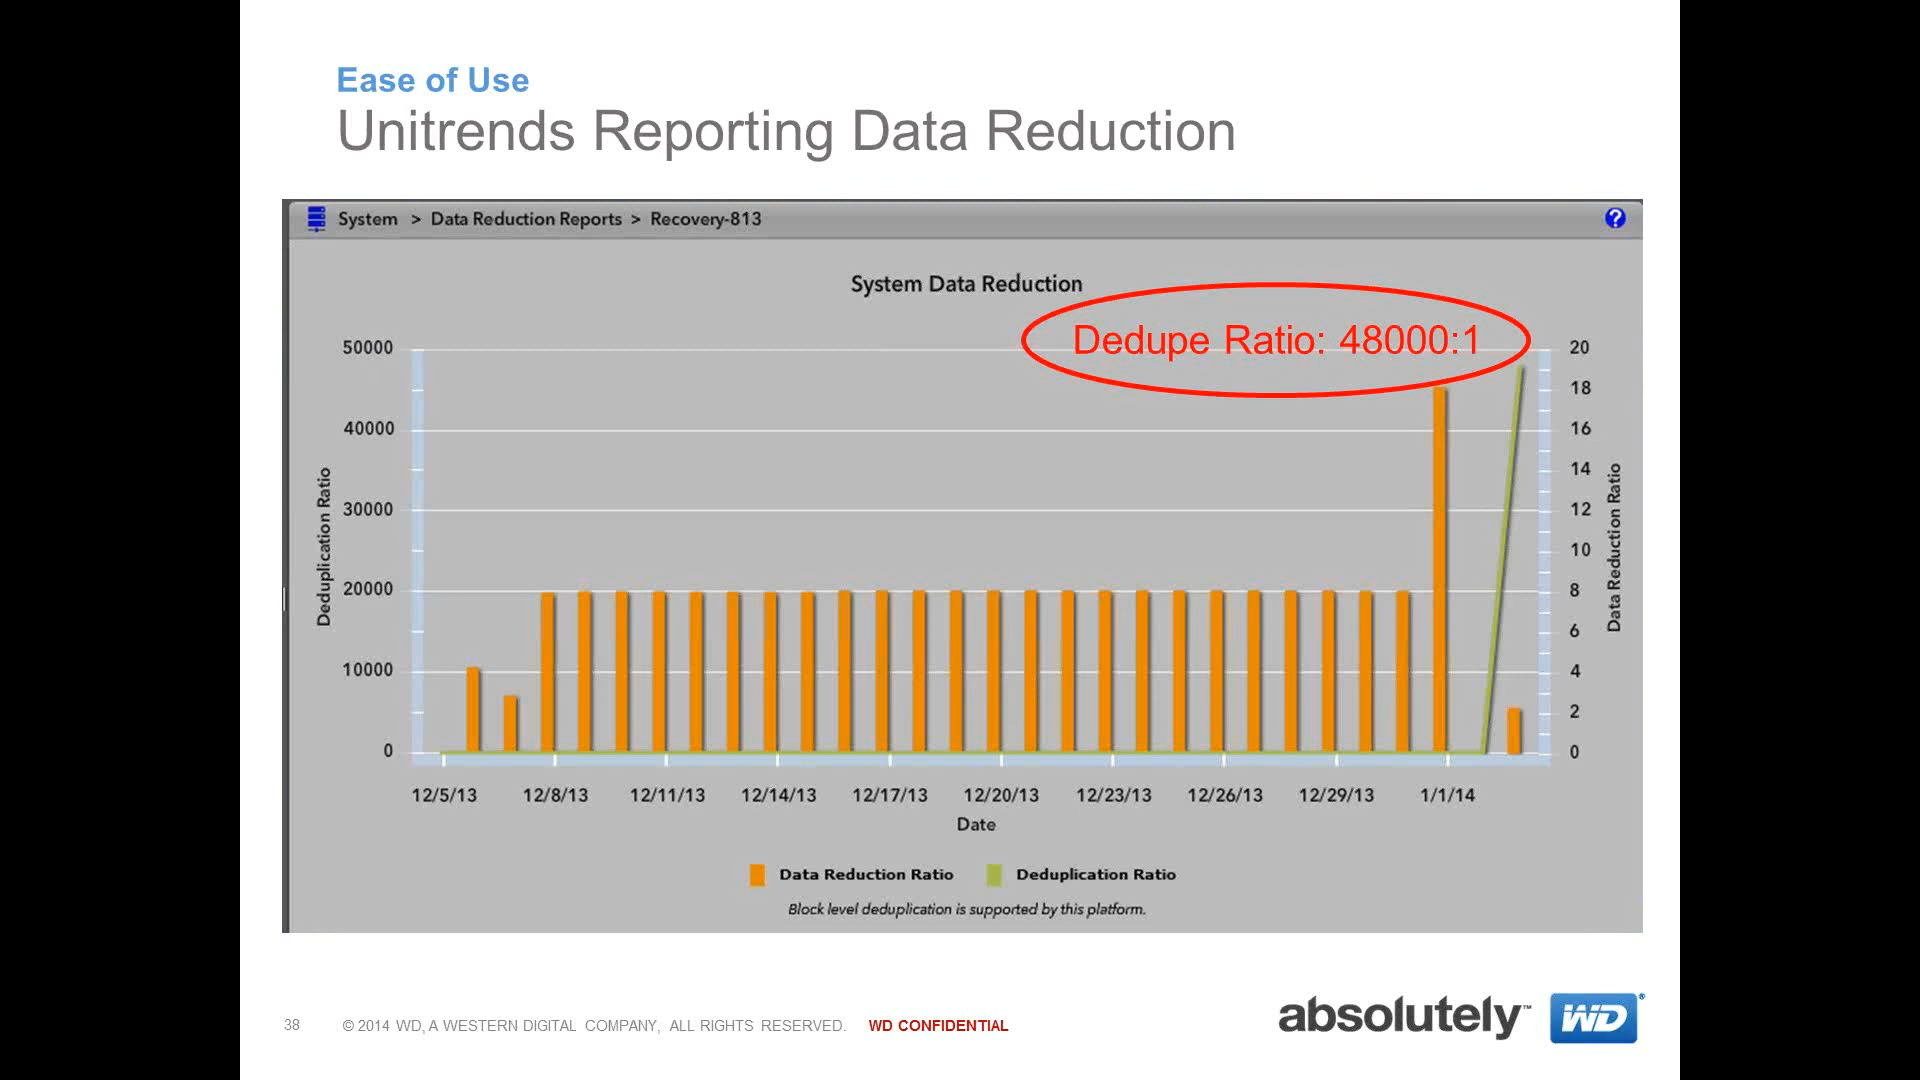 Ease of Use
Unitrends Reporting Data Reduction
System > Data Reduction Reports > Recovery-813
?
System Data Reduction
Dedupe Ratio: 48000:1
50000
40000
30000
20000
10000
0
Deduplication Ratio
20
18
16
14
12
10
8
6
4
2
0
Data Reduction Ratio
12/5/13 12/8/13 12/11/13 12/14/13 12/17/13 12/20/13 12/23/13 12/26/13 12/29/13 1/1/14
Date
Data Reduction Ratio Deduplication Ratio
Block level deduplication is supported by this platform.
38 © 2014 WD, A WESTERN DIGITAL COMPANY, ALL RIGHTS RESERVED. WD CONFIDENTIAL
absolutely™ WD®